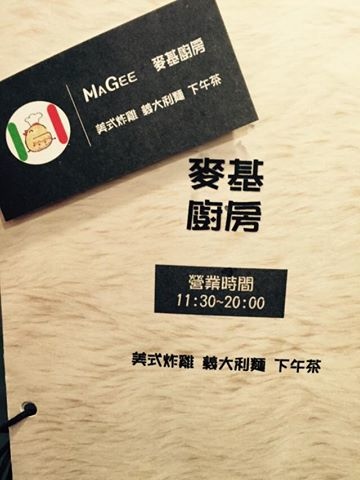 MAGEE 麥基廚房
美式炸雞 義大利麵 下午茶
麥基
廚房
營業時間
11:30~20:00
美式炸雞 義大利麵 下午茶